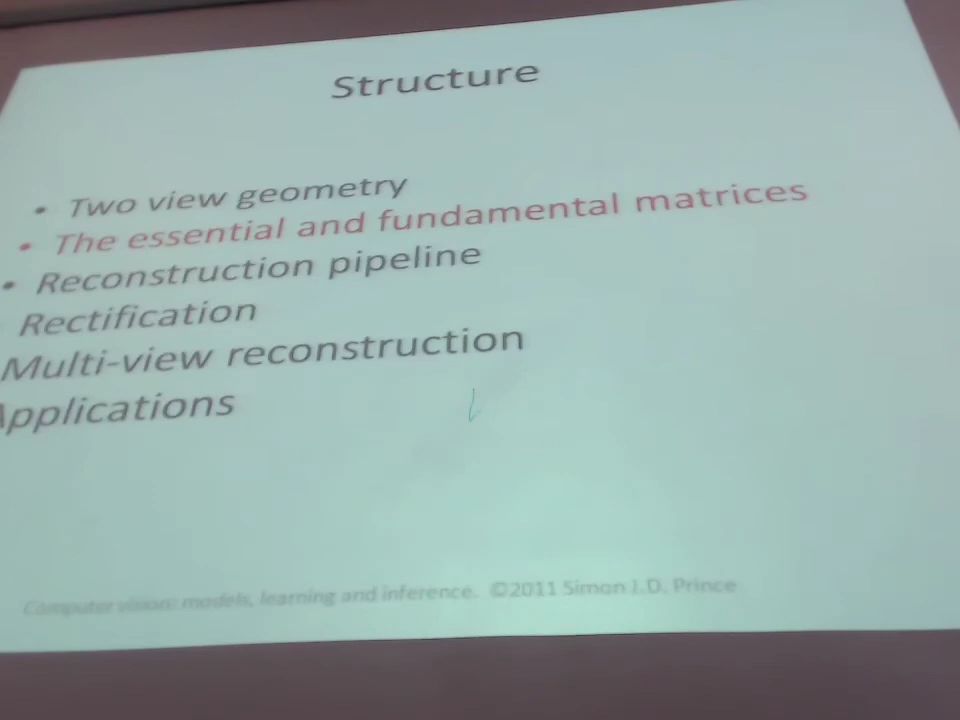 Structure
• Two view geometry
• The essential and fundamental matrices
• Reconstruction pipeline
Rectification
Multi-view reconstruction
Applications
Computer vision: models, learning and inference. ©2011 Simon J.D. Prince